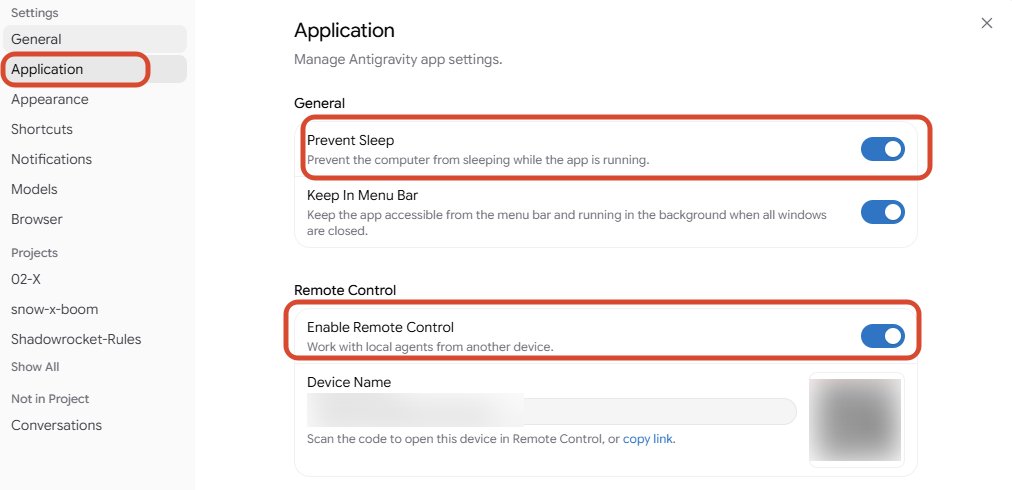 Settings
General
Application
Appearance
Shortcuts
Notifications
Models
Browser
Projects
02-X
snow-x-boom
Shadowrocket-Rules
Show All
Not in Project
Conversations
Application
Manage Antigravity app settings.
General
Prevent Sleep
Prevent the computer from sleeping while the app is running.
Keep In Menu Bar
Keep the app accessible from the menu bar and running in the background when all windows
are closed.
Remote Control
Enable Remote Control
Work with local agents from another device.
Device Name
Scan the code to open this device in Remote Control, or copy link.